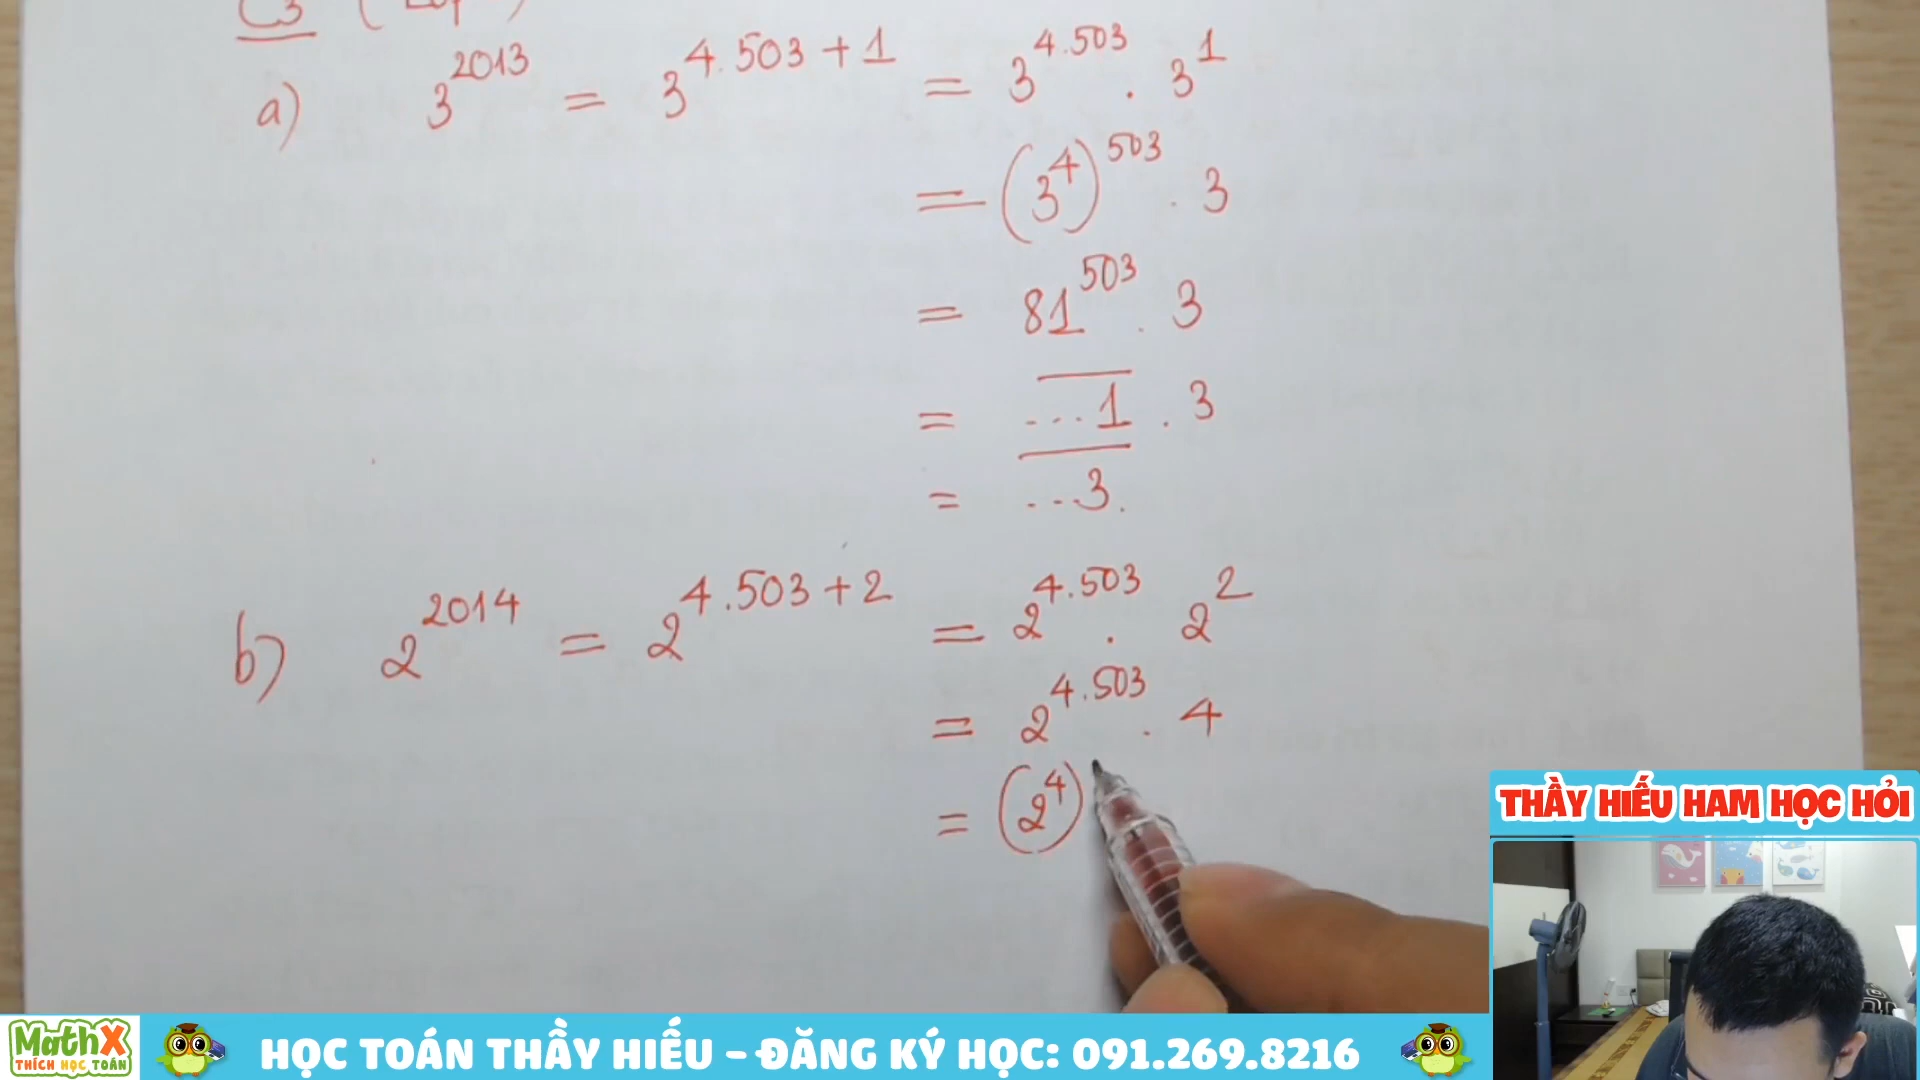 C3
a) 3^2013 = 3^4.503+1 = 3^4.503 . 3^1
= (3^4)^503 . 3
= 81^503 . 3
= ...1 . 3
= ...3.
b) 2^2014 = 2^4.503+2 = 2^4.503 . 2^2
= 2^4.503 . 4
= (2^4)
THẦY HIẾU HAM HỌC HỎI
MathX
THÍCH HỌC TOÁN
HỌC TOÁN THẦY HIẾU - ĐĂNG KÝ HỌC: 091.269.8216